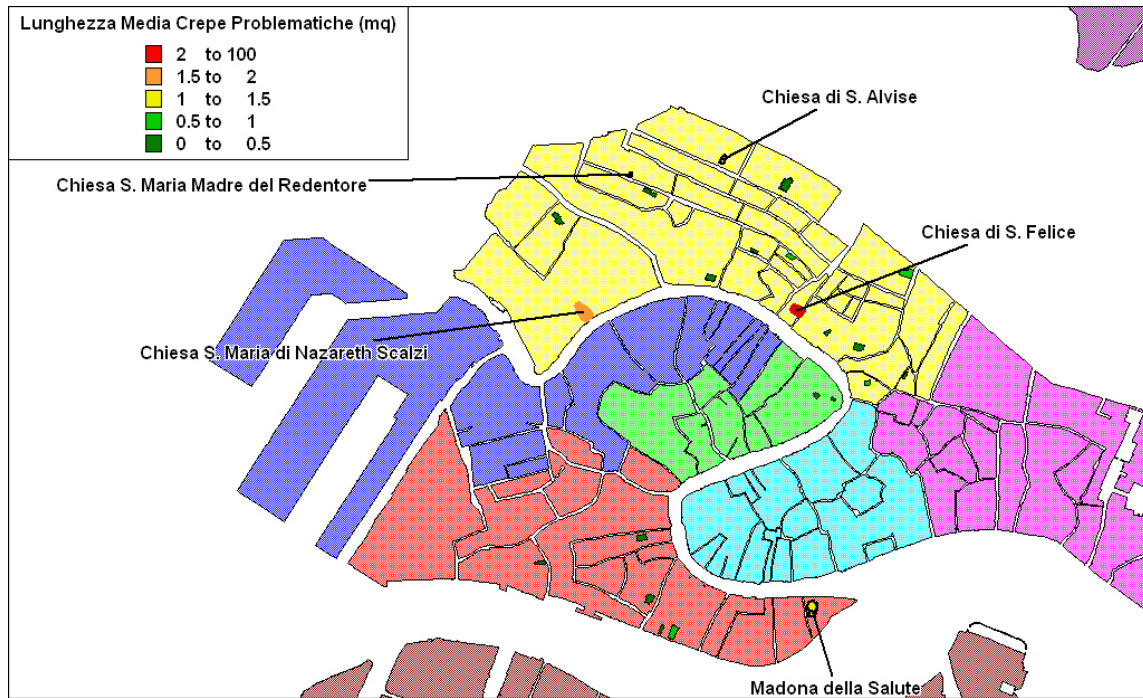 Lunghezza Media Crepe Problematiche (mq)
2 to 100
1.5 to 2
1 to 1.5
0.5 to 1
0 to 0.5
Chiesa di S. Alvise
Chiesa S. Maria Madre del Redentore
Chiesa di S. Felice
Chiesa S. Maria di Nazareth Scalzi
Madona della Salute